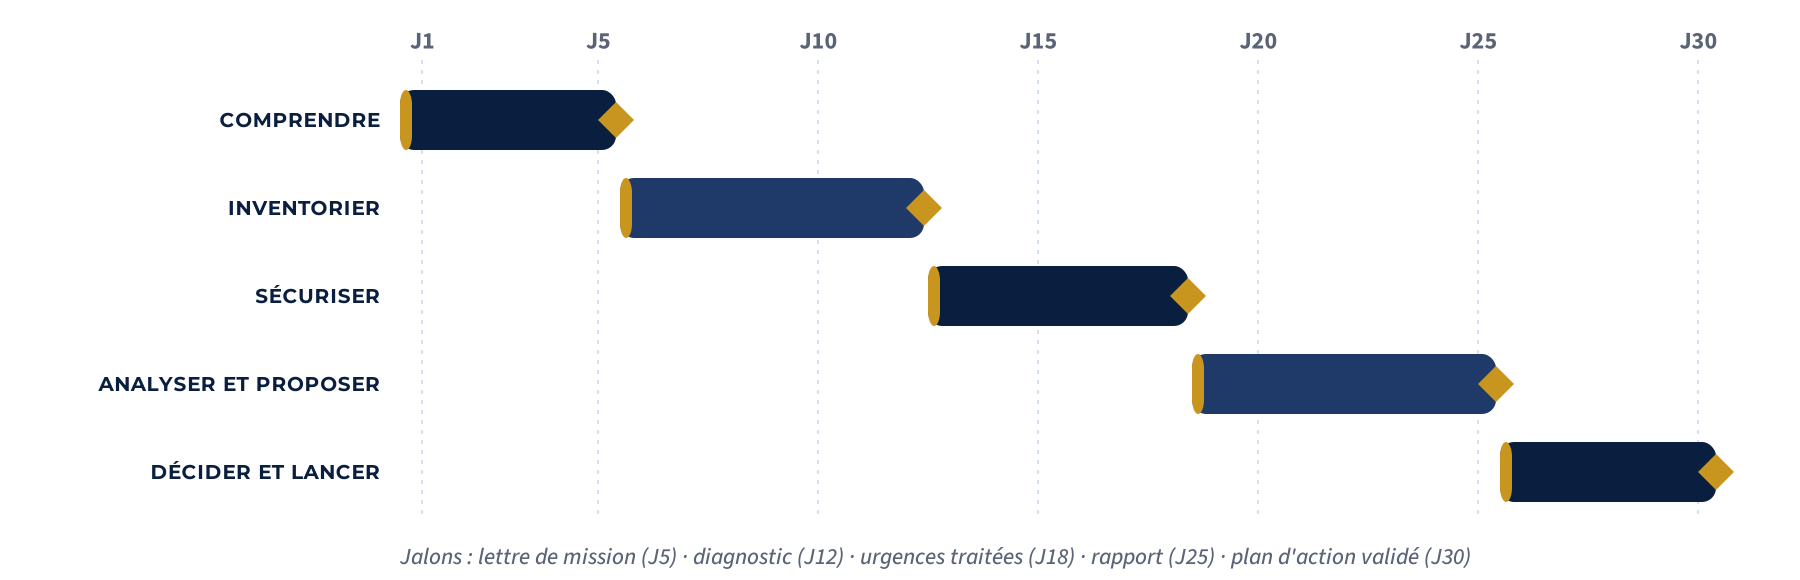 J1 J5 J10 J15 J20 J25 J30
COMPRENDRE
INVENTORIER
SÉCURISER
ANALYSER ET PROPOSER
DÉCIDER ET LANCER
Jalons : lettre de mission (J5) · diagnostic (J12) · urgences traitées (J18) · rapport (J25) · plan d'action validé (J30)